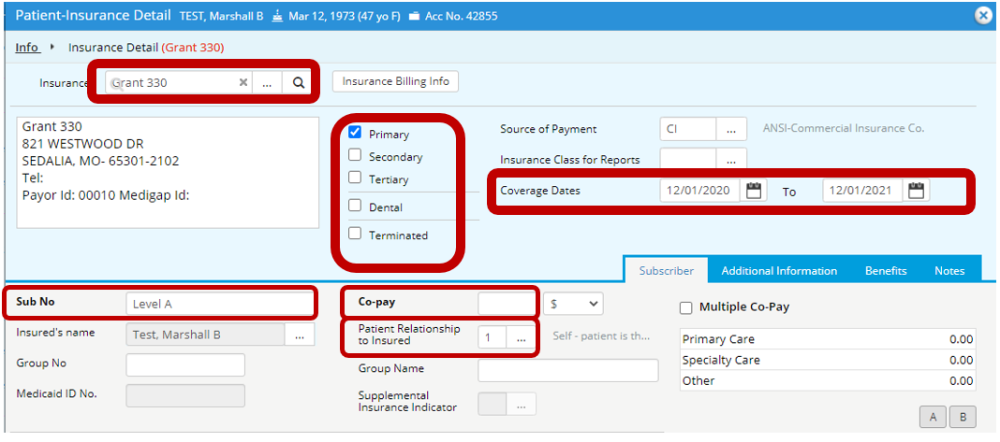 Patient-Insurance Detail TEST, Marshall B Mar 12, 1973 (47 yo F) Acc No. 42855
Info Insurance Detail (Grant 330)
Insurance Grant 330 ... Insurance Billing Info
Grant 330
821 WESTWOOD DR
SEDALIA, MO- 65301-2102
Tel:
Payor Id: 00010 Medigap Id:
Primary
Secondary
Tertiary
Dental
Terminated
Source of Payment CI ... ANSI-Commercial Insurance Co.
Insurance Class for Reports ...
Coverage Dates 12/01/2020 To 12/01/2021
Subscriber Additional Information Benefits Notes
Sub No Level A
Insured's name Test, Marshall B ...
Group No
Medicaid ID No.
Co-pay $
Patient Relationship
to Insured 1 ... Self - patient is th...
Group Name
Supplemental
Insurance Indicator ...
Multiple Co-Pay
Primary Care 0.00
Specialty Care 0.00
Other 0.00
A B